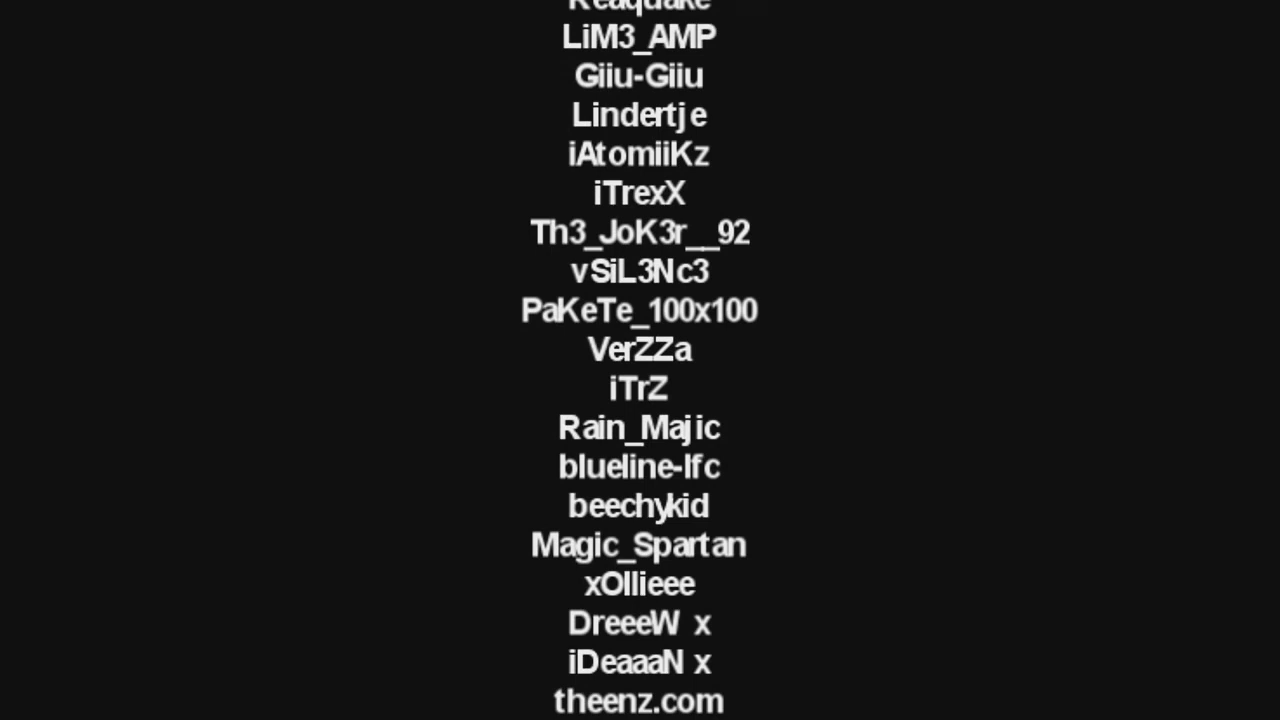 Reaquake
LiM3_AMP
Giiu-Giiu
Lindertje
iAtomiiKz
iTrexX
Th3_JoK3r__92
vSiL3Nc3
PaKeTe_100x100
VerZZa
iTrZ
Rain_Majic
blueline-lfc
beechykid
Magic_Spartan
xOllieee
DreeeW x
iDeaaaN x
theenz.com